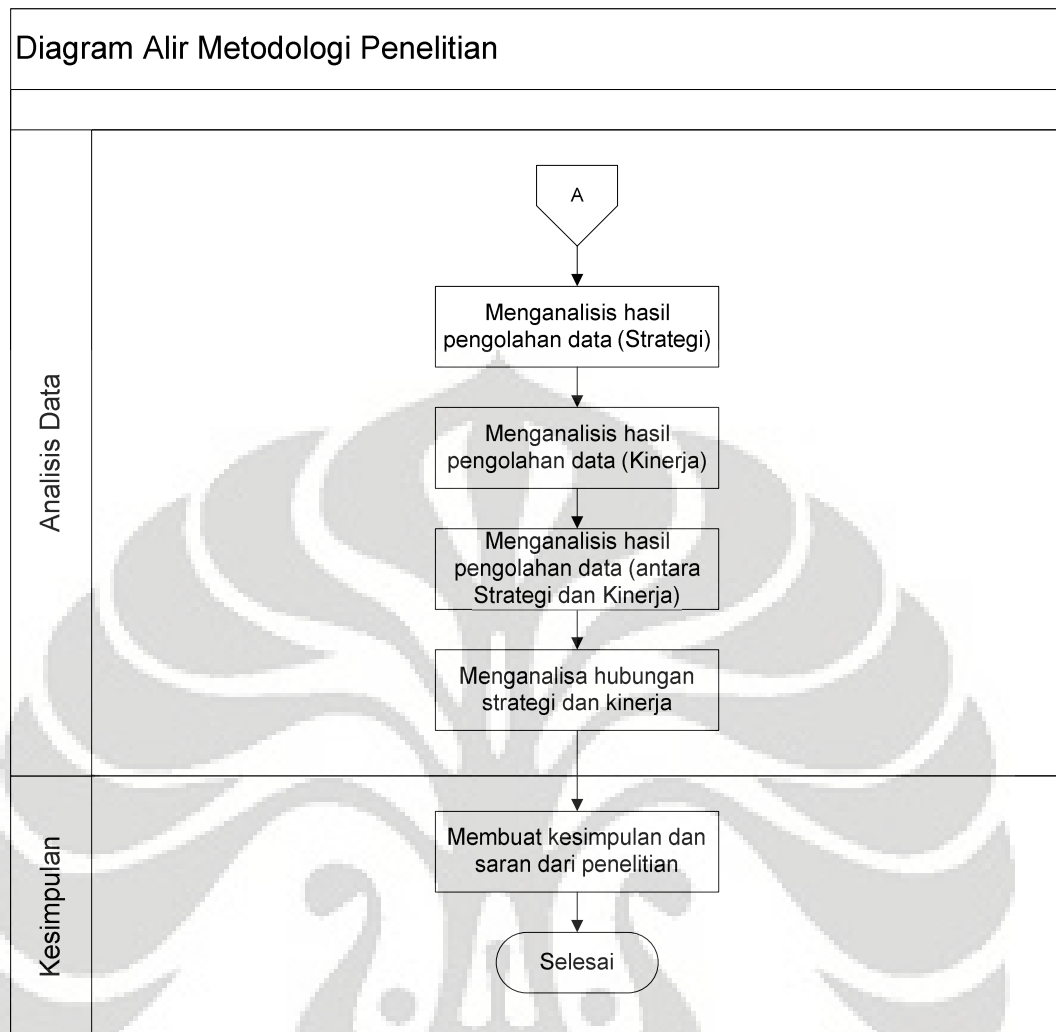 Diagram Alir Metodologi Penelitian
Analisis Data
A
Menganalisis hasil
pengolahan data (Strategi)
Menganalisis hasil
pengolahan data (Kinerja)
Menganalisis hasil
pengolahan data (antara
Strategi dan Kinerja)
Menganalisa hubungan
strategi dan kinerja
Kesimpulan
Membuat kesimpulan dan
saran dari penelitian
Selesai